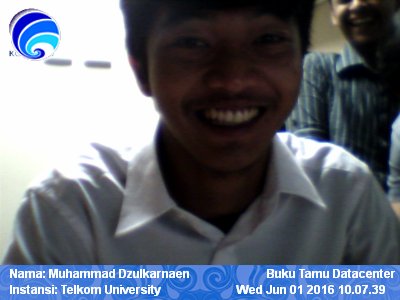 Nama: Muhammad Dzulkarnaen
Buku Tamu Datacenter
Instansi: Telkom University
Wed Jun 01 2016 10.07.39